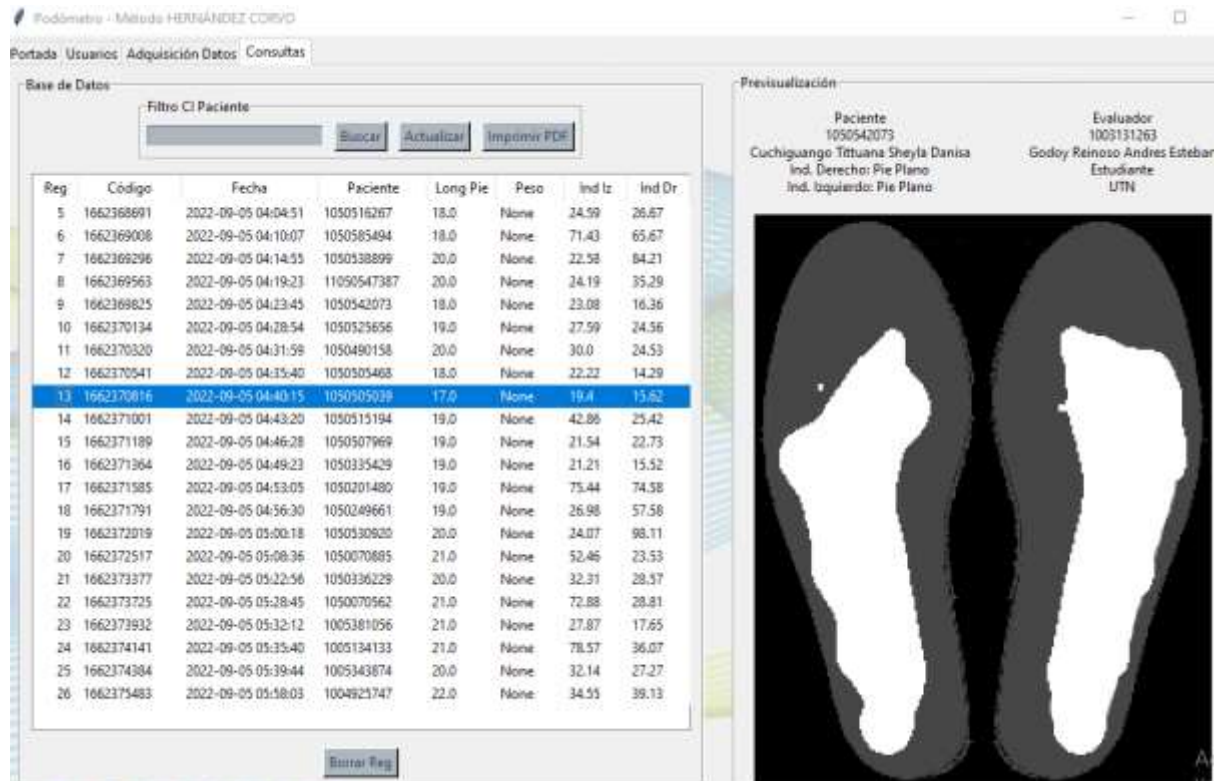 Podómetro - Método HERNÁNDEZ CORVO
Portada Usuarios Adquisición Datos Consultas
Base de Datos
Filtro CI Paciente
Buscar Actualizar Imprimir PDF
Reg Código Fecha Paciente Long Pie Peso Ind Iz Ind Dr
5 1662368691 2022-09-05 04:04:51 1050516267 18.0 None 24.59 26.67
6 1662369008 2022-09-05 04:10:07 1050585494 18.0 None 71.43 65.67
7 1662369296 2022-09-05 04:14:55 1050538899 20.0 None 22.58 84.21
8 1662369563 2022-09-05 04:19:23 11050547387 20.0 None 24.19 35.29
9 1662369825 2022-09-05 04:23:45 1050542073 18.0 None 23.08 16.36
10 1662370134 2022-09-05 04:28:54 1050525656 19.0 None 27.59 24.56
11 1662370320 2022-09-05 04:31:59 1050490158 20.0 None 30.0 24.53
12 1662370541 2022-09-05 04:35:40 1050505468 18.0 None 22.22 14.29
13 1662370816 2022-09-05 04:40:15 1050505039 17.0 None 19.4 15.62
14 1662371001 2022-09-05 04:43:20 1050515194 19.0 None 42.86 25.42
15 1662371189 2022-09-05 04:46:28 1050507969 19.0 None 21.54 22.73
16 1662371364 2022-09-05 04:49:23 1050335429 19.0 None 21.21 15.52
17 1662371585 2022-09-05 04:53:05 1050201480 19.0 None 75.44 74.58
18 1662371791 2022-09-05 04:56:30 1050249661 19.0 None 26.98 57.58
19 1662372019 2022-09-05 05:00:18 1050530920 20.0 None 24.07 98.11
20 1662372517 2022-09-05 05:08:36 1050070885 21.0 None 52.46 23.53
21 1662373377 2022-09-05 05:22:56 1050336229 20.0 None 32.31 28.57
22 1662373725 2022-09-05 05:28:45 1050070562 21.0 None 72.88 28.81
23 1662373932 2022-09-05 05:32:12 1005381056 21.0 None 27.87 17.65
24 1662374141 2022-09-05 05:35:40 1005134133 21.0 None 78.57 36.07
25 1662374384 2022-09-05 05:39:44 1005343874 20.0 None 32.14 27.27
26 1662375483 2022-09-05 05:58:03 1004925747 22.0 None 34.55 39.13
Borrar Reg
Previsualización
Paciente
1050542073
Cuchiguango Tittuana Sheyla Danisa
Ind. Derecho: Pie Plano
Ind. Izquierdo: Pie Plano
Evaluador
1003131263
Godoy Reinoso Andres Esteban
Estudiante
UTN